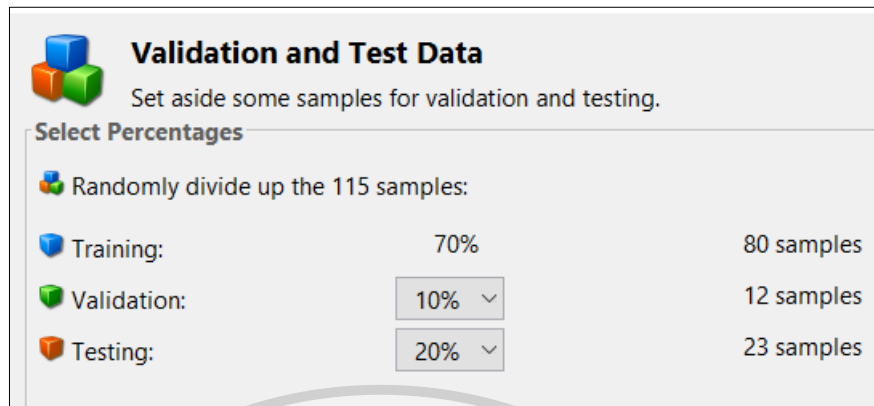 Validation and Test Data
Set aside some samples for validation and testing.
Select Percentages
Randomly divide up the 115 samples:
Training: 70% 80 samples
Validation: 10% 12 samples
Testing: 20% 23 samples